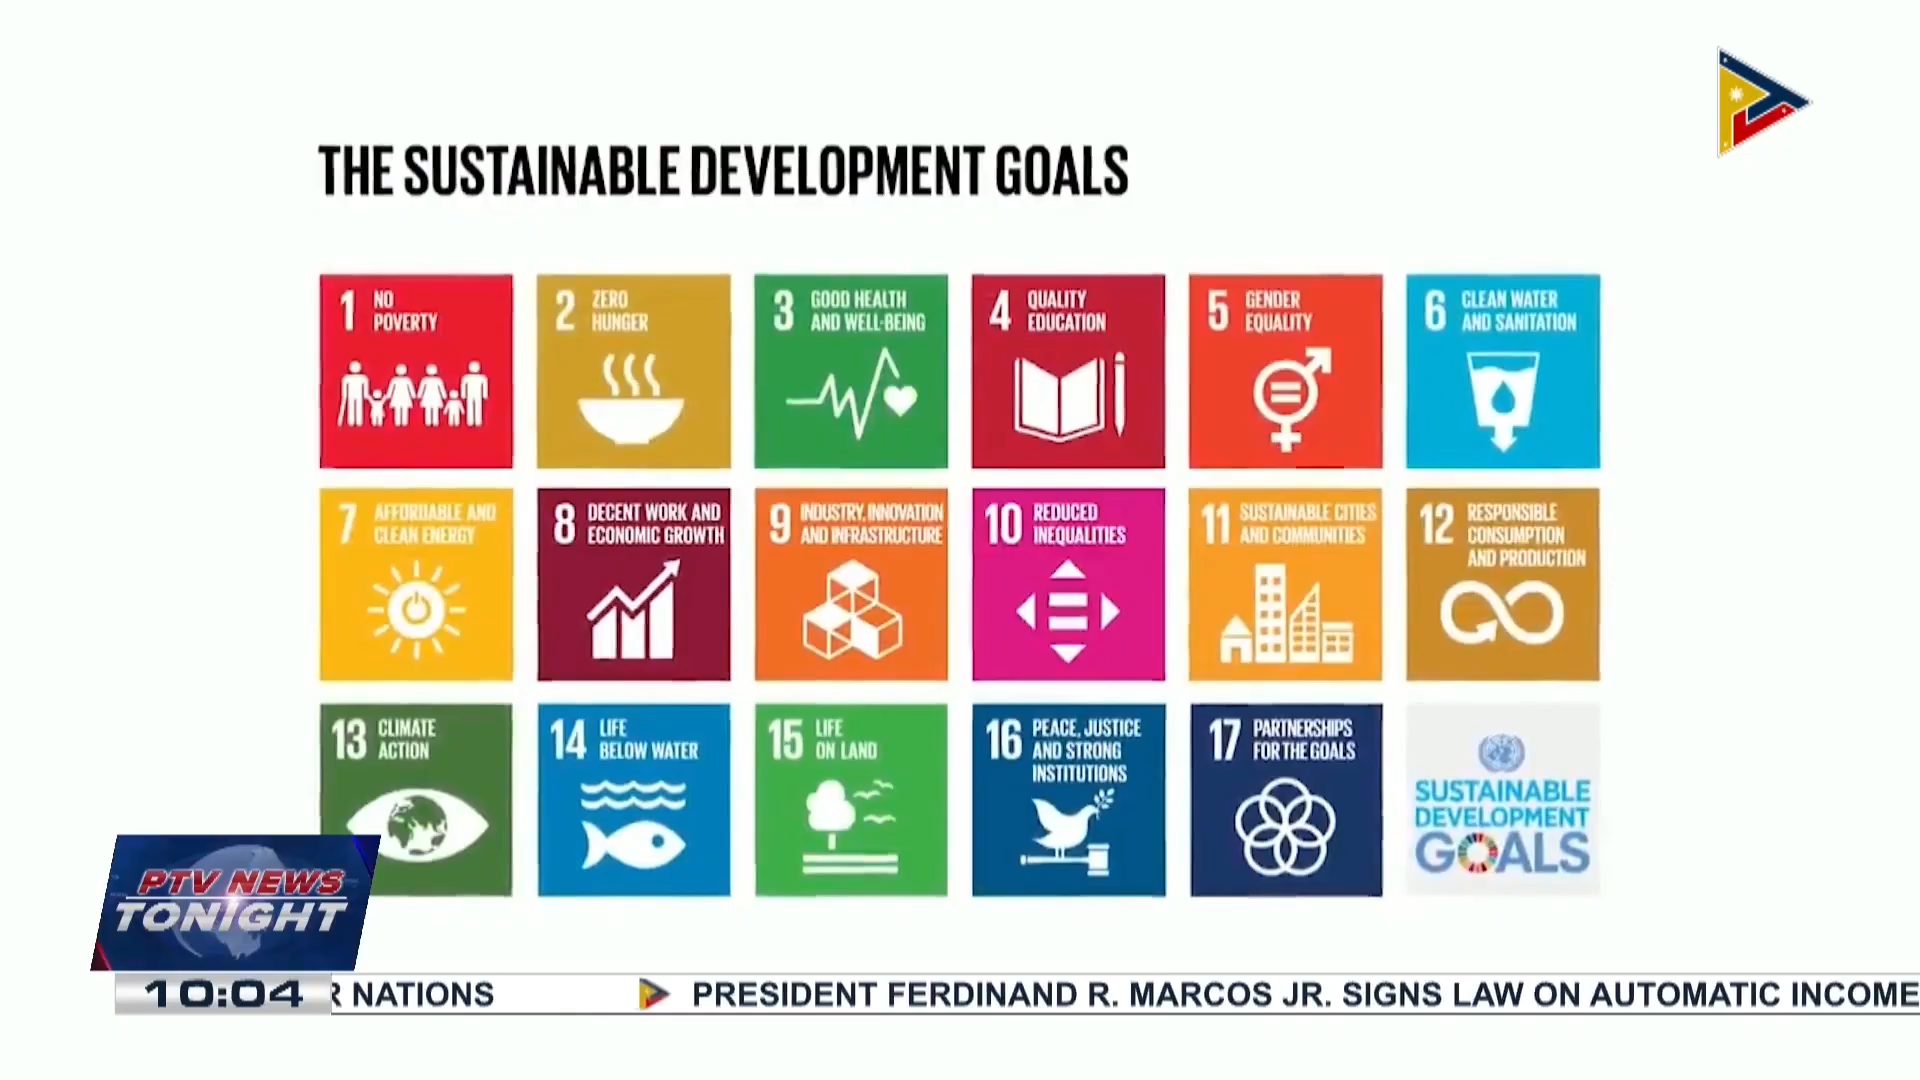 THE SUSTAINABLE DEVELOPMENT GOALS
1 NO
POVERTY
2 ZERO
HUNGER
3 GOOD HEALTH
AND WELL-BEING
4 QUALITY
EDUCATION
5 GENDER
EQUALITY
6 CLEAN WATER
AND SANITATION
7 AFFORDABLE AND
CLEAN ENERGY
8 DECENT WORK AND
ECONOMIC GROWTH
9 INDUSTRY, INNOVATION
AND INFRASTRUCTURE
10 REDUCED
INEQUALITIES
11 SUSTAINABLE CITIES
AND COMMUNITIES
12 RESPONSIBLE
CONSUMPTION
AND PRODUCTION
13 CLIMATE
ACTION
14 LIFE
BELOW WATER
15 LIFE
ON LAND
16 PEACE, JUSTICE
AND STRONG
INSTITUTIONS
17 PARTNERSHIPS
FOR THE GOALS
SUSTAINABLE
DEVELOPMENT
GOALS
PTV NEWS
TONIGHT
10:04 R NATIONS PRESIDENT FERDINAND R. MARCOS JR. SIGNS LAW ON AUTOMATIC INCOME